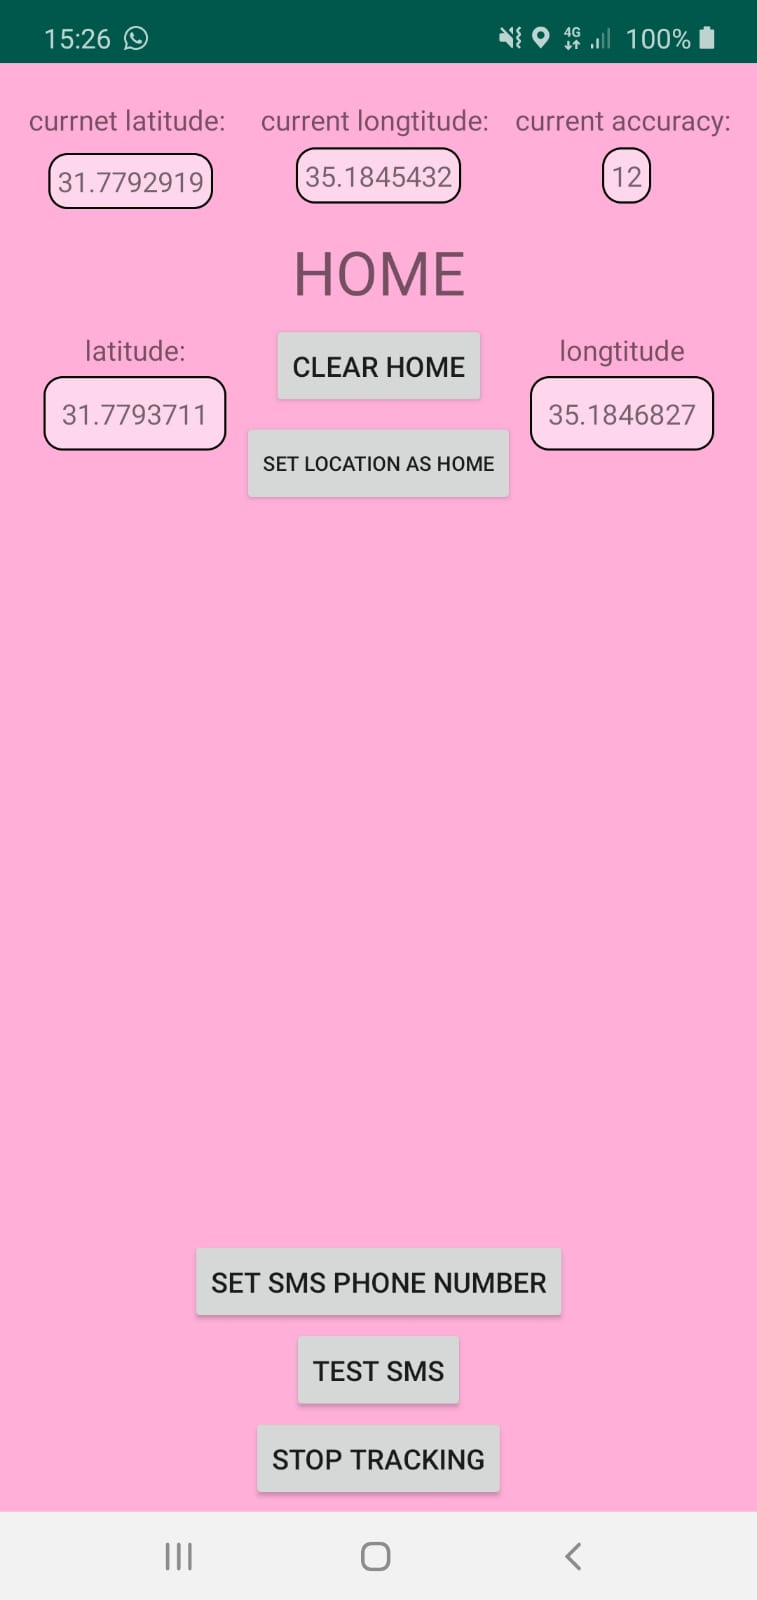 15:26 4G 100%
currnet latitude: current longtitude: current accuracy:
31.7792919 35.1845432 12
HOME
latitude: CLEAR HOME longtitude
31.7793711 35.1846827
SET LOCATION AS HOME
SET SMS PHONE NUMBER
TEST SMS
STOP TRACKING